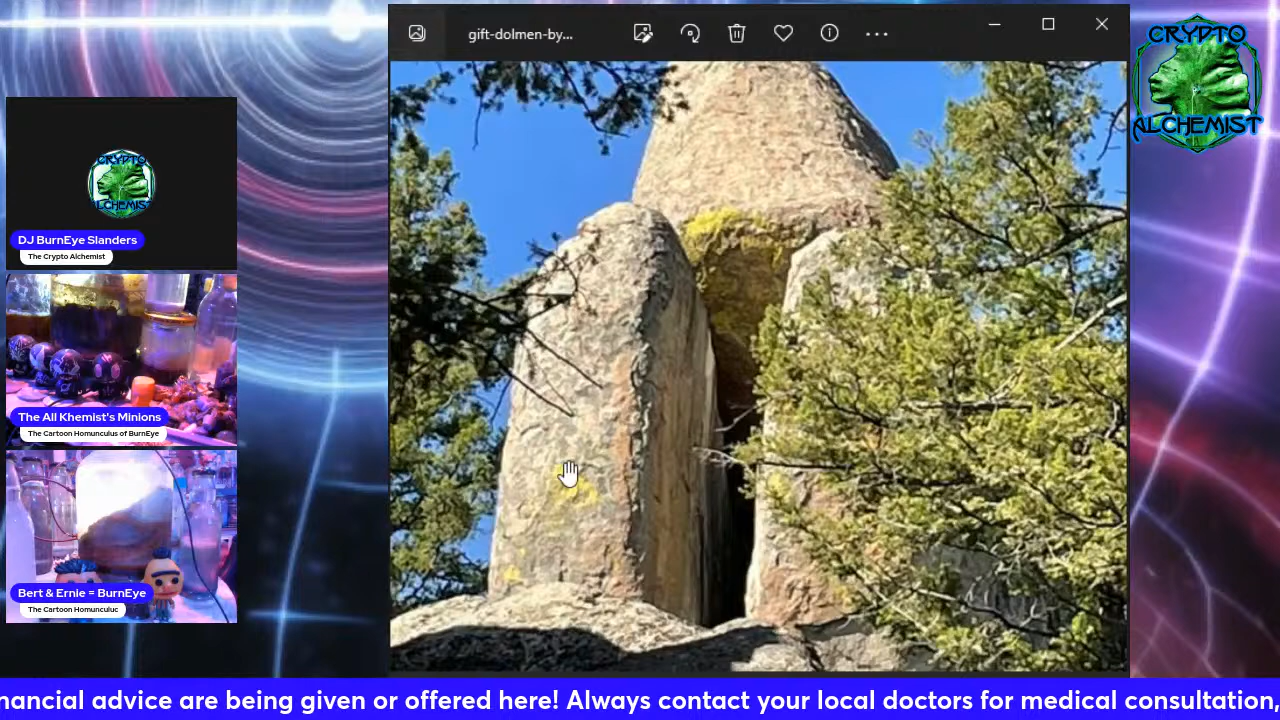 gift-dolmen-by...
CRYPTO
ALCHEMIST
CRYPTO
ALCHEMIST
DJ BurnEye Slanders
The Crypto Alchemist
The All Khemist's Minions
The Cartoon Homunculus of BurnEye
Bert & Ernie = BurnEye
The Cartoon Homunculuc
nancial advice are being given or offered here! Always contact your local doctors for medical consultation,